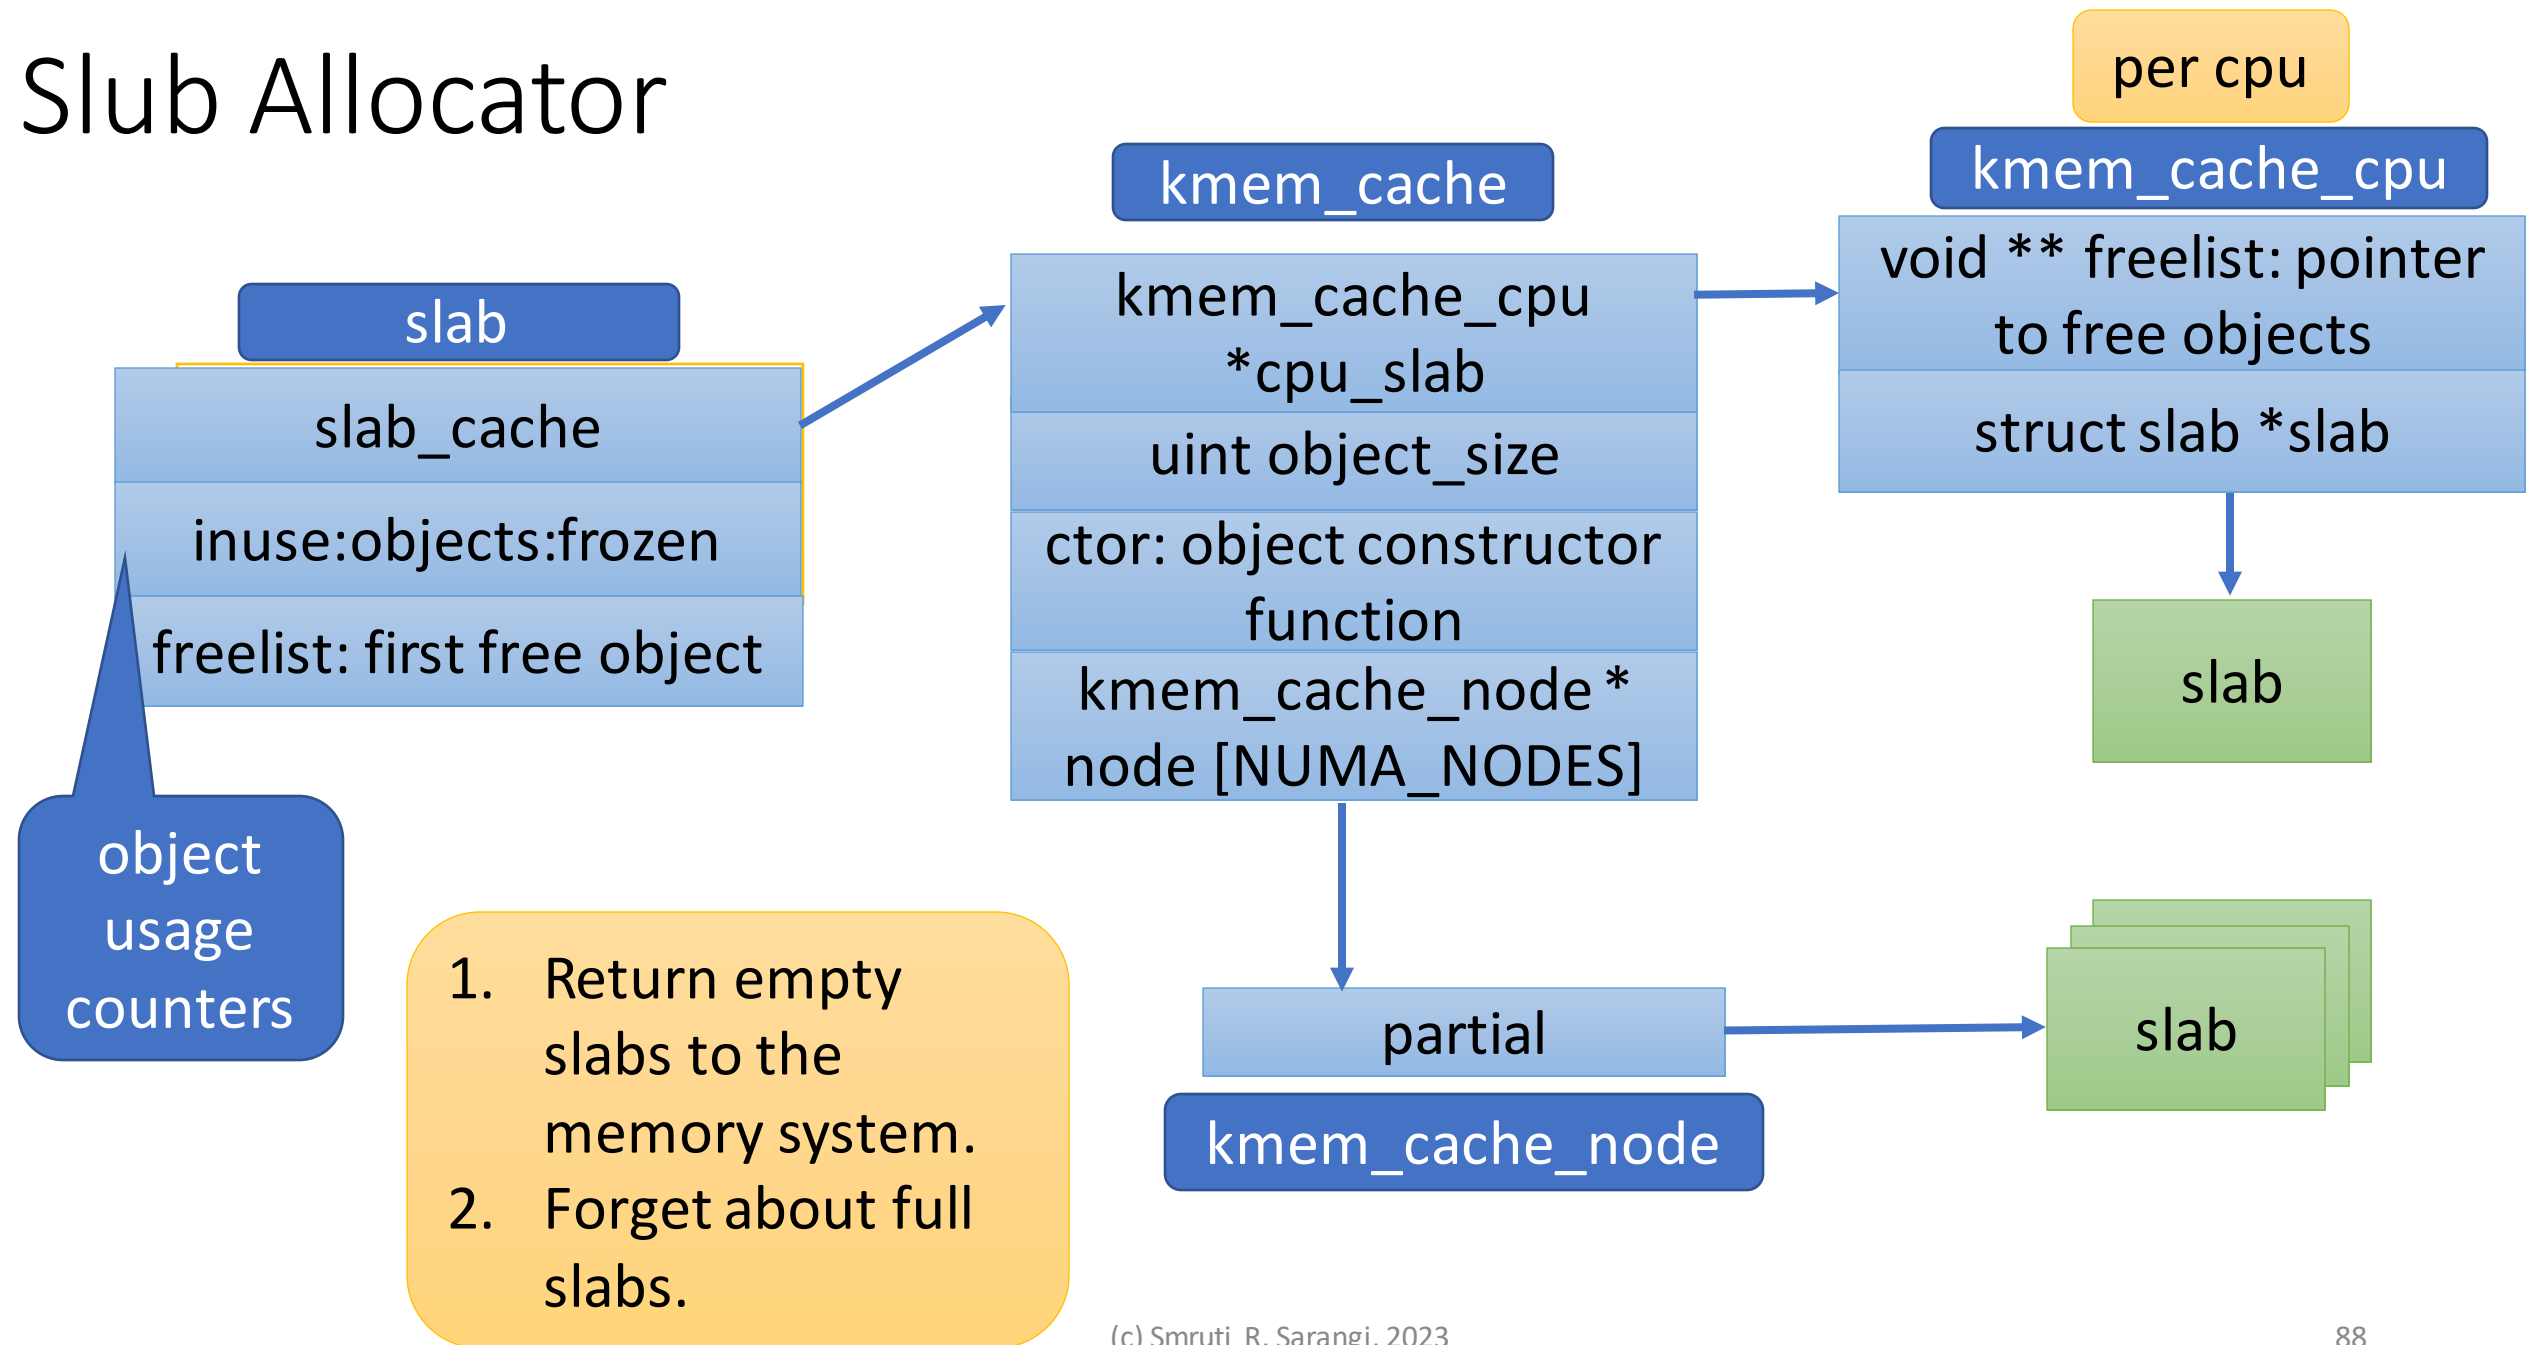 Slub Allocator
per cpu
kmem_cache_cpu
void ** freelist: pointer
to free objects
struct slab *slab
slab
kmem_cache
kmem_cache_cpu
*cpu_slab
uint object_size
ctor: object constructor
function
kmem_cache_node *
node [NUMA_NODES]
slab
slab_cache
inuse:objects:frozen
freelist: first free object
object
usage
counters
1. Return empty
slabs to the
memory system.
2. Forget about full
slabs.
partial
kmem_cache_node
slab
(c) Smruti R. Sarangi, 2023
88